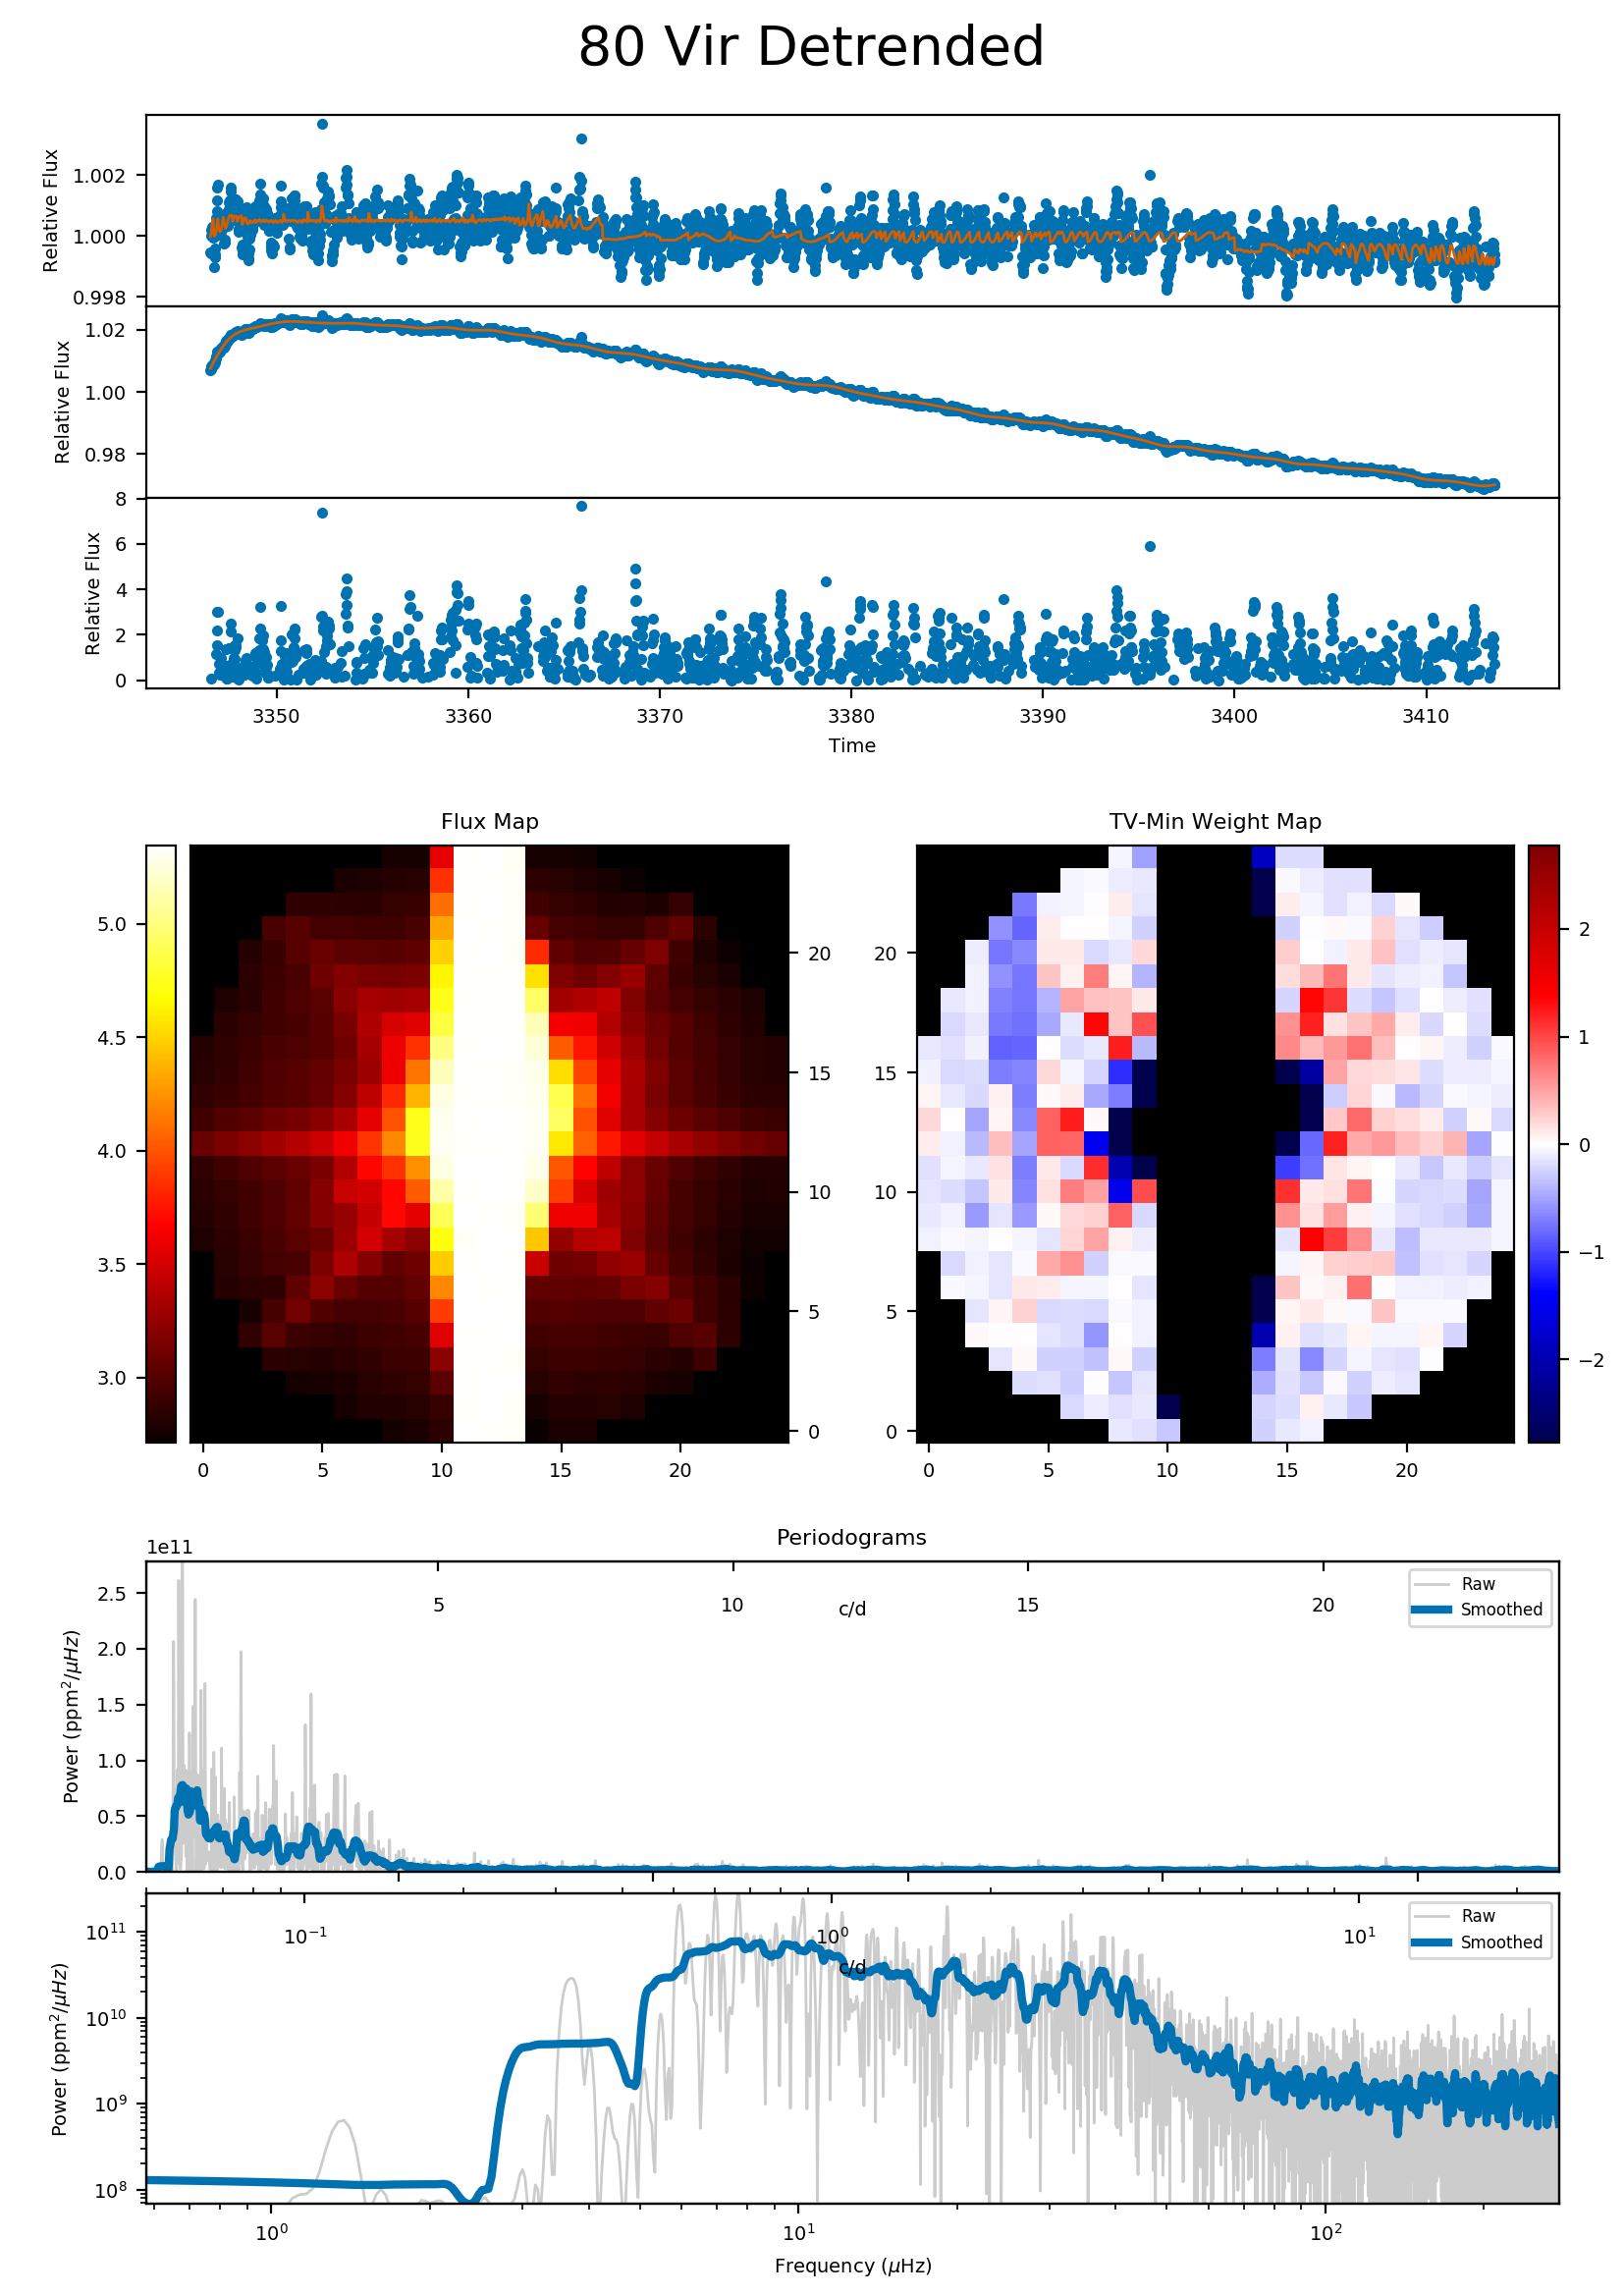 80 Vir Detrended
Relative Flux
1.002
1.000
0.998
Relative Flux
1.02
1.00
0.98
Relative Flux
8
6
4
2
0
3350 3360 3370 3380 3390 3400 3410
Time
Flux Map
5.0
4.5
4.0
3.5
3.0
20
15
10
5
0
0 5 10 15 20
TV-Min Weight Map
20
15
10
5
0
0 5 10 15 20
2
1
0
−1
−2
Periodograms
1e11
Power (ppm²/μHz)
2.5
2.0
1.5
1.0
0.5
0.0
5 10 15 20
c/d
Raw
Smoothed
Power (ppm²/μHz)
10¹¹
10¹⁰
10⁹
10⁸
10⁻¹ 10⁰ 10¹
c/d
Raw
Smoothed
10⁰ 10¹ 10²
Frequency (μHz)